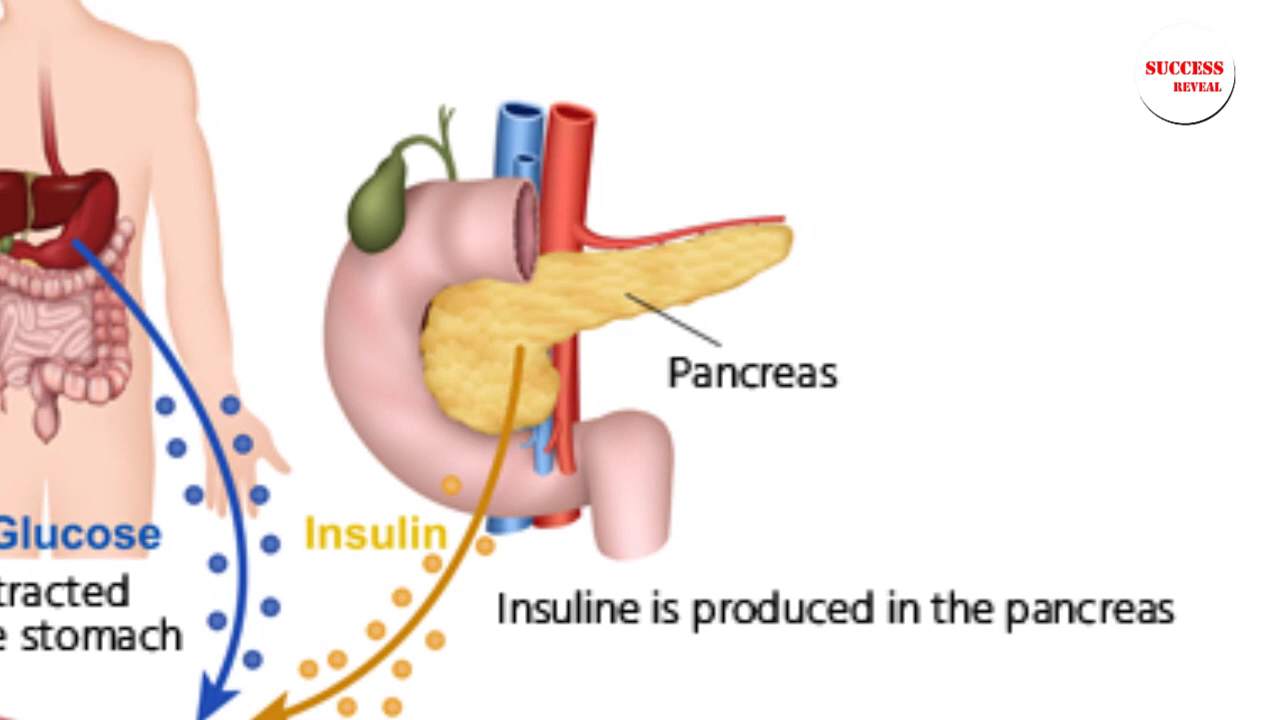 SUCCESS
REVEAL
Pancreas
Glucose
Insulin
tracted
e stomach
Insuline is produced in the pancreas